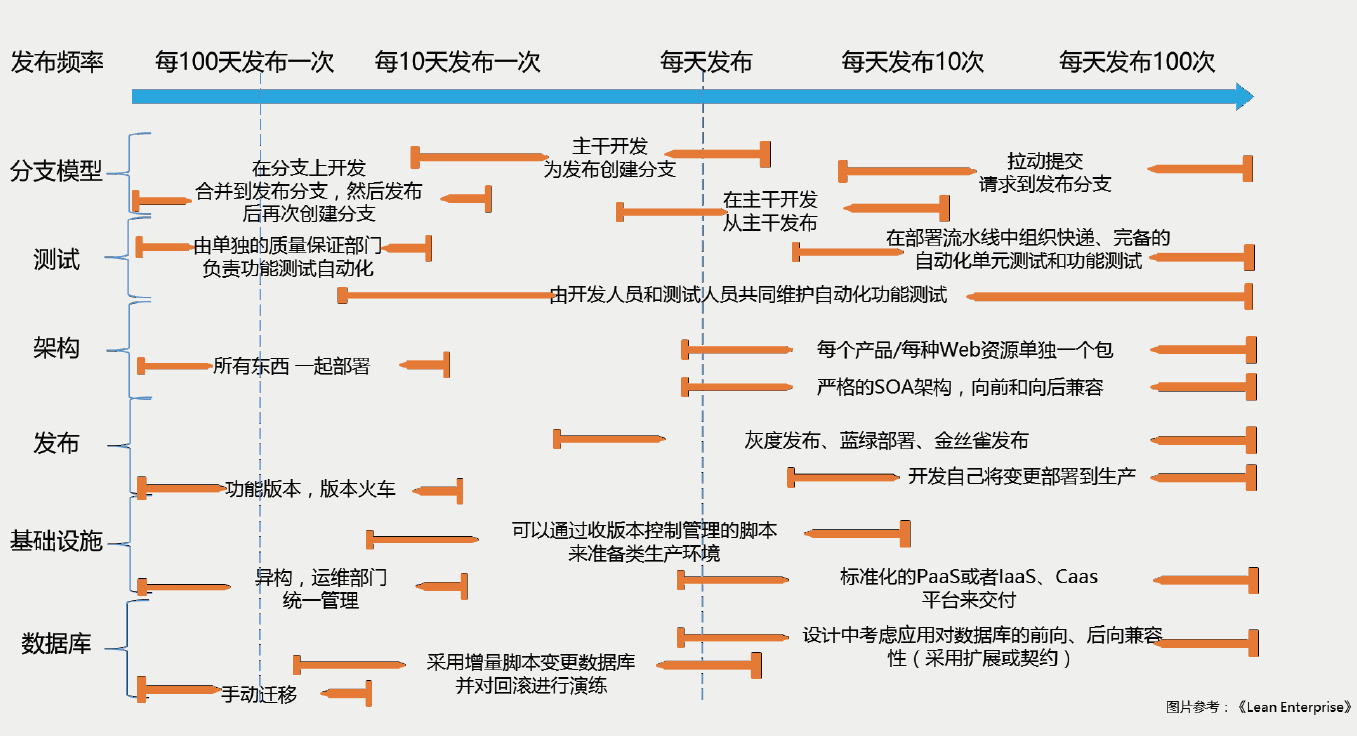 发布频率
每100天发布一次
每10天发布一次
每天发布
每天发布10次
每天发布100次
分支模型
在分支上开发
合并到发布分支，然后发布
后再次创建分支
主干开发
为发布创建分支
在主干开发
从主干发布
拉动提交
请求到发布分支
测试
由单独的质量保证部门
负责功能测试自动化
在部署流水线中组织快递、完备的
自动化单元测试和功能测试
由开发人员和测试人员共同维护自动化功能测试
架构
所有东西 一起部署
每个产品/每种Web资源单独一个包
严格的SOA架构，向前和向后兼容
发布
灰度发布、蓝绿部署、金丝雀发布
开发自己将变更部署到生产
功能版本，版本火车
基础设施
可以通过收版本控制管理的脚本
来准备类生产环境
异构，运维部门
统一管理
标准化的PaaS或者IaaS、Caas
平台来交付
数据库
设计中考虑应用对数据库的前向、后向兼容
性（采用扩展或契约）
采用增量脚本变更数据库
并对回滚进行演练
手动迁移
图片参考：《Lean Enterprise》